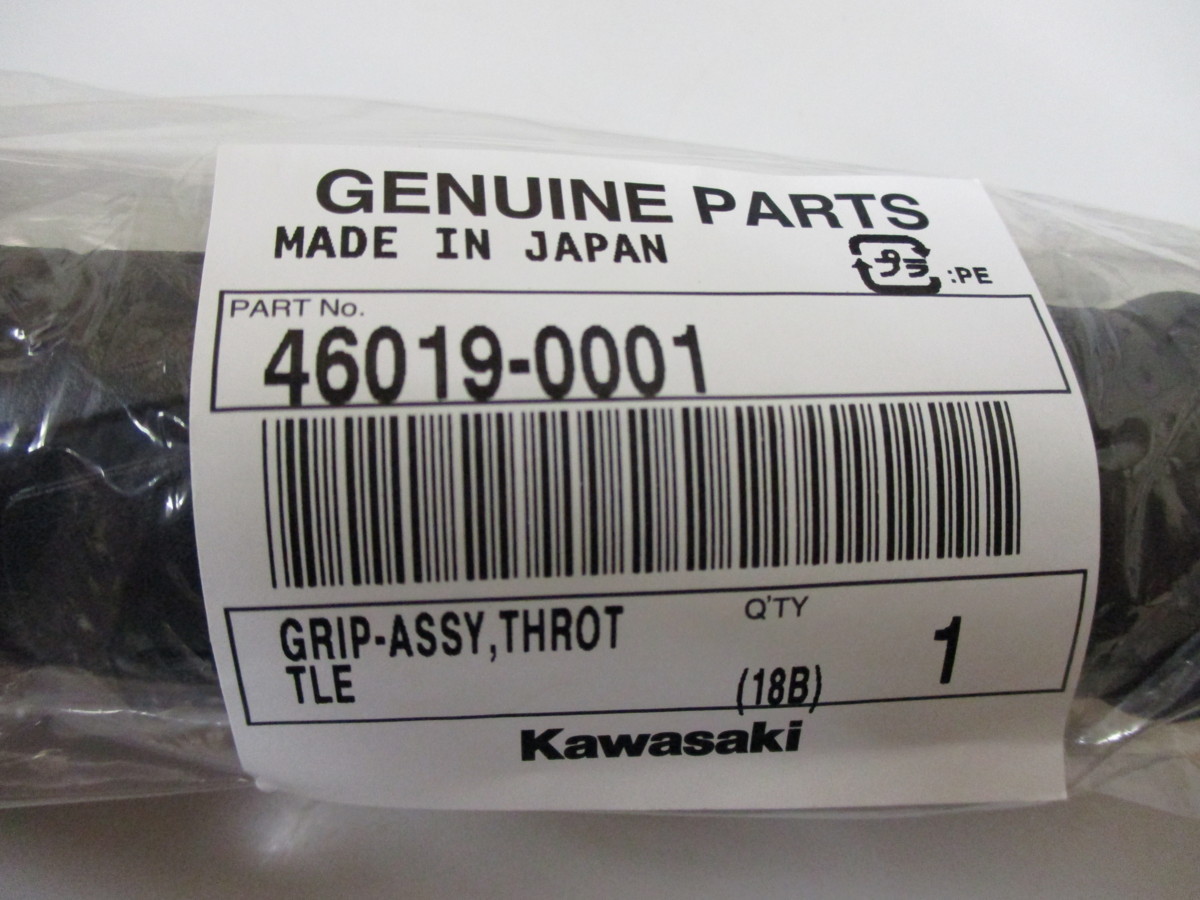 GENUINE PARTS
MADE IN JAPAN
プラ :PE
PART No.
46019-0001
GRIP-ASSY,THROT
TLE
Q'TY
(18B)
1
Kawasaki